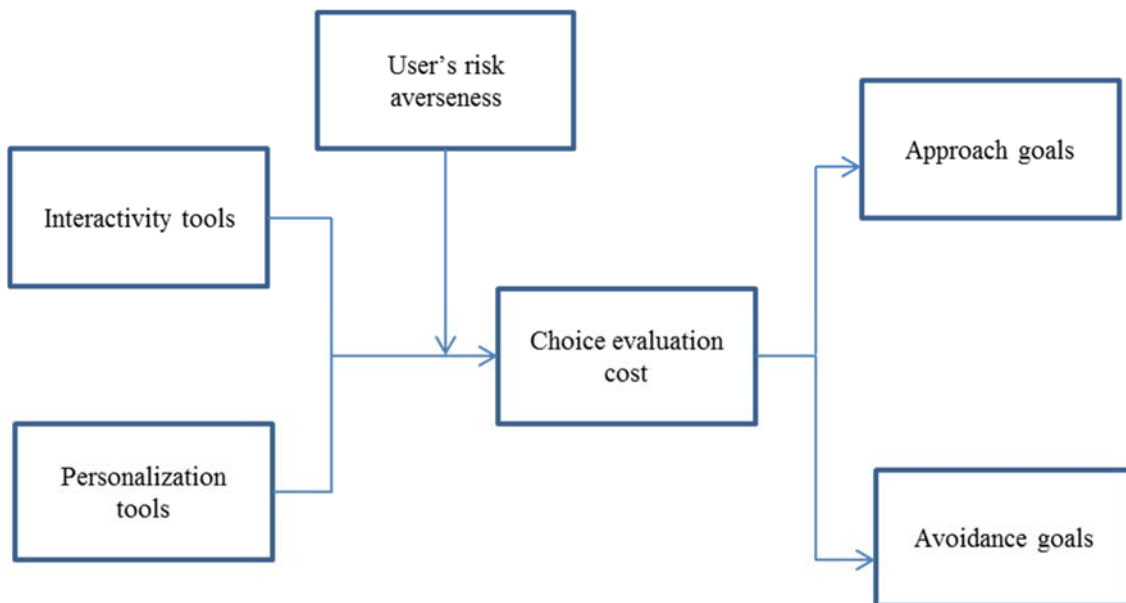 User’s risk
averseness
Approach goals
Interactivity tools
Choice evaluation
cost
Personalization
tools
Avoidance goals